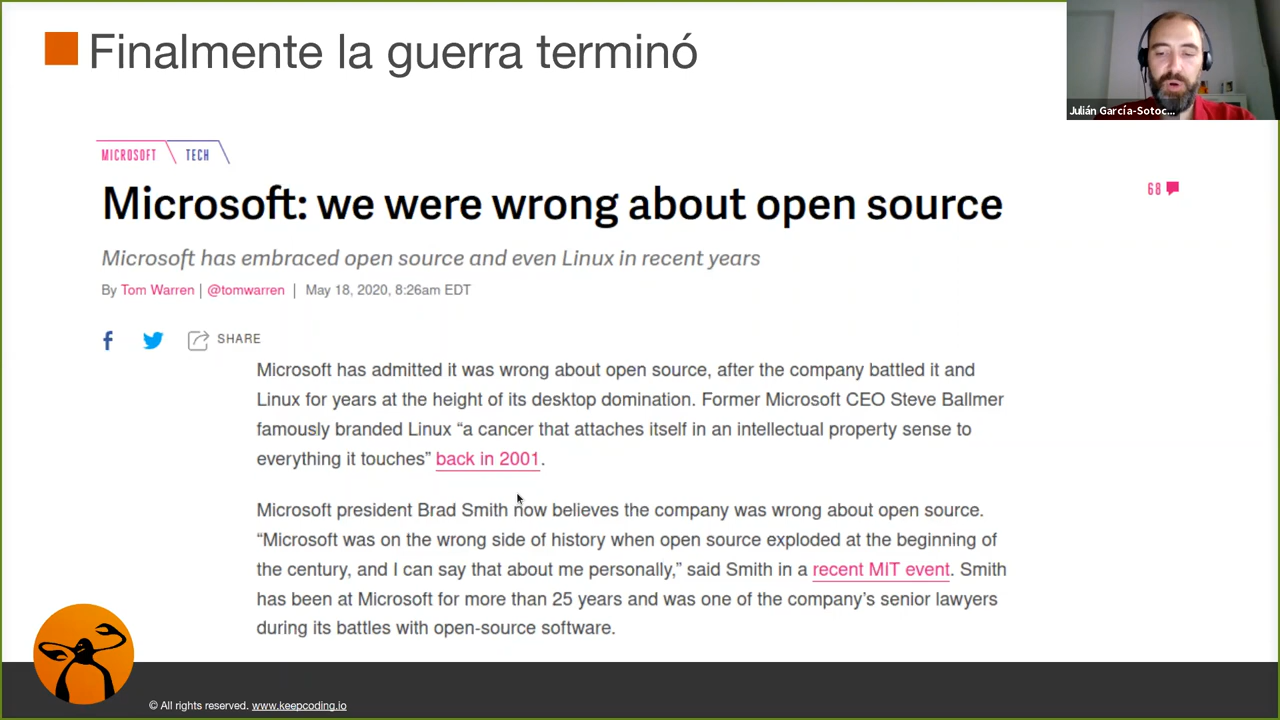 Finalmente la guerra terminó
Julián García-Sotoc...
MICROSOFT TECH
Microsoft: we were wrong about open source
68
Microsoft has embraced open source and even Linux in recent years
By Tom Warren | @tomwarren | May 18, 2020, 8:26am EDT
SHARE
Microsoft has admitted it was wrong about open source, after the company battled it and
Linux for years at the height of its desktop domination. Former Microsoft CEO Steve Ballmer
famously branded Linux “a cancer that attaches itself in an intellectual property sense to
everything it touches” back in 2001.
Microsoft president Brad Smith now believes the company was wrong about open source.
“Microsoft was on the wrong side of history when open source exploded at the beginning of
the century, and I can say that about me personally,” said Smith in a recent MIT event. Smith
has been at Microsoft for more than 25 years and was one of the company’s senior lawyers
during its battles with open-source software.
© All rights reserved. www.keepcoding.io